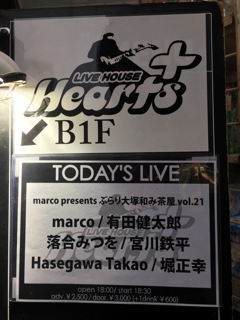 LIVE HOUSE
Hearts+
B1F
TODAY'S LIVE
marco presents ぶらり大塚和み茶屋 vol.21
marco / 有田健太郎
落合みつを / 宮川鉄平
Hasegawa Takao / 堀正幸
open 18:00/ start 18:30
adv. ¥2,500 / door. ¥3,000 (+1drink ¥600)